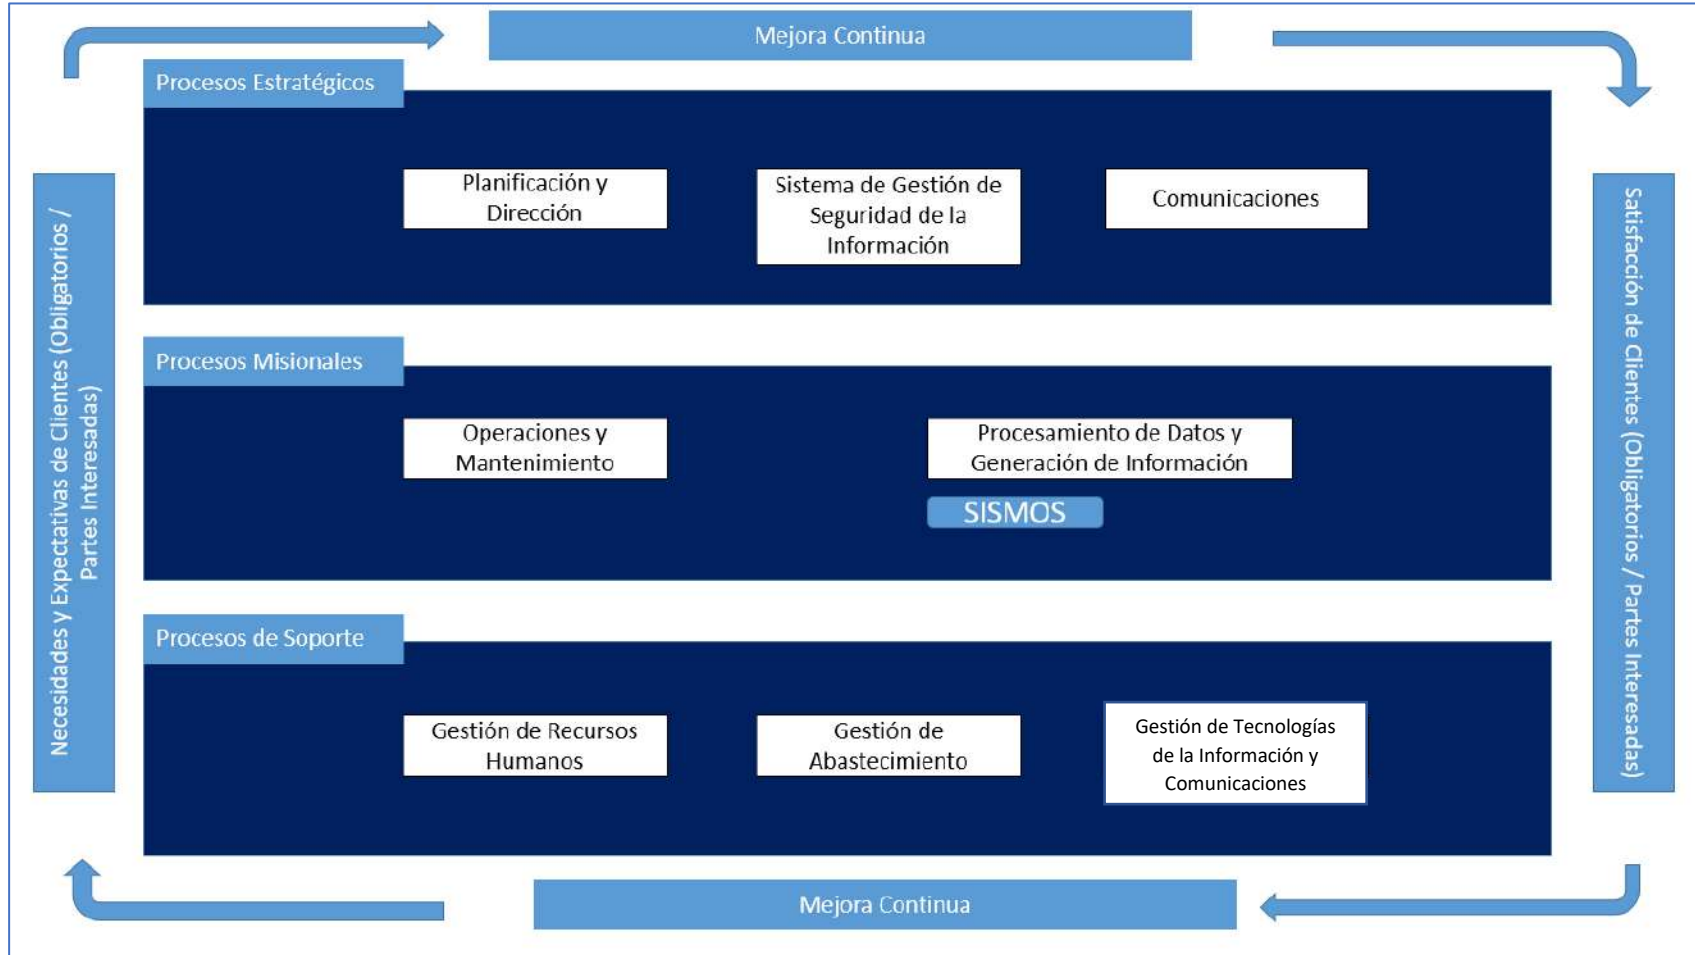 Mejora Continua
Procesos Estratégicos
Planificación y
Dirección
Sistema de Gestión de
Seguridad de la
Información
Comunicaciones
Necesidades y Expectativas de Clientes (Obligatorios /
Partes Interesadas)
Satisfacción de Clientes (Obligatorios / Partes Interesadas)
Procesos Misionales
Operaciones y
Mantenimiento
Procesamiento de Datos y
Generación de Información
SISMOS
Procesos de Soporte
Gestión de Recursos
Humanos
Gestión de
Abastecimiento
Gestión de Tecnologías
de la Información y
Comunicaciones
Mejora Continua